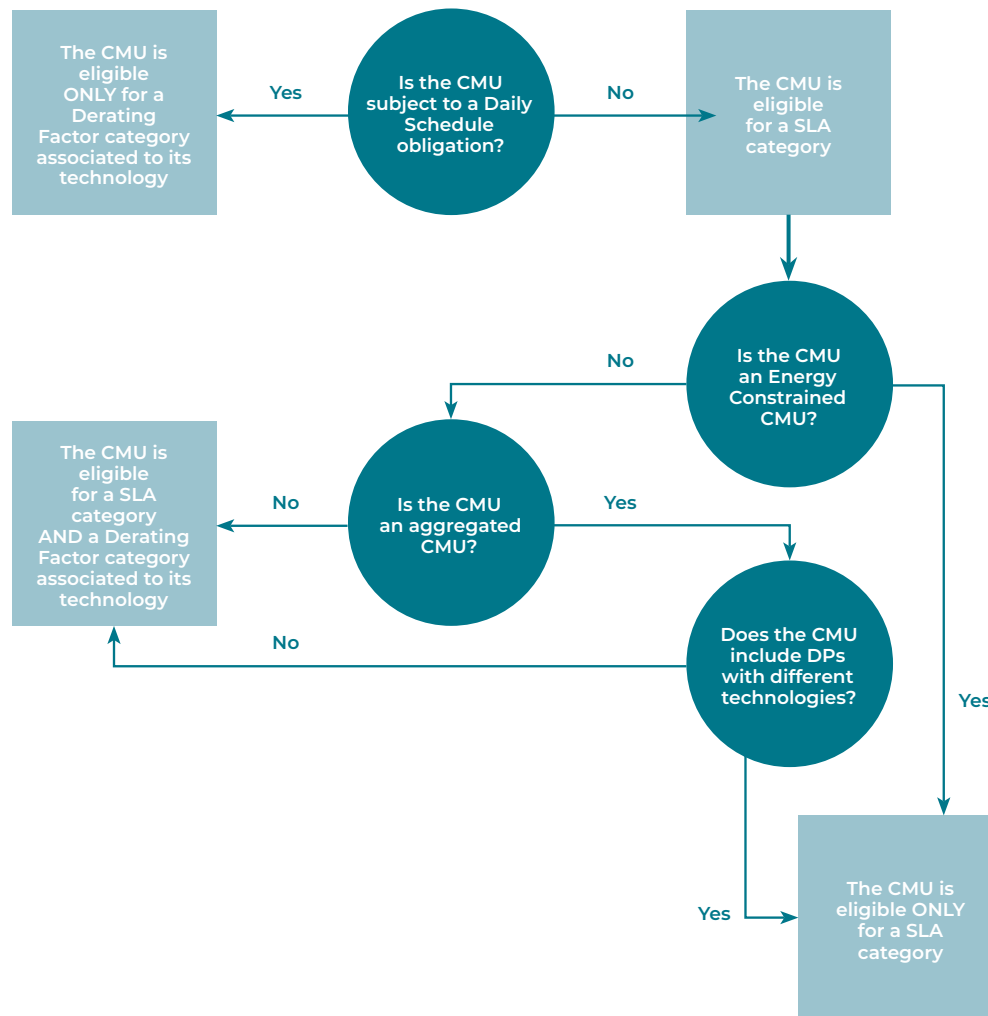 The CMU is
eligible
ONLY for a
Derating
Factor category
associated to its
technology
Yes
Is the CMU
subject to a Daily
Schedule
obligation?
No
The CMU is
eligible
for a SLA
category
Is the CMU
an Energy
Constrained
CMU?
No
The CMU is
eligible
for a SLA
category
AND a Derating
Factor category
associated to its
technology
No
Is the CMU
an aggregated
CMU?
Yes
No
Does the CMU
include DPs
with different
technologies?
Yes
Yes
The CMU is
eligible ONLY
for a SLA
category